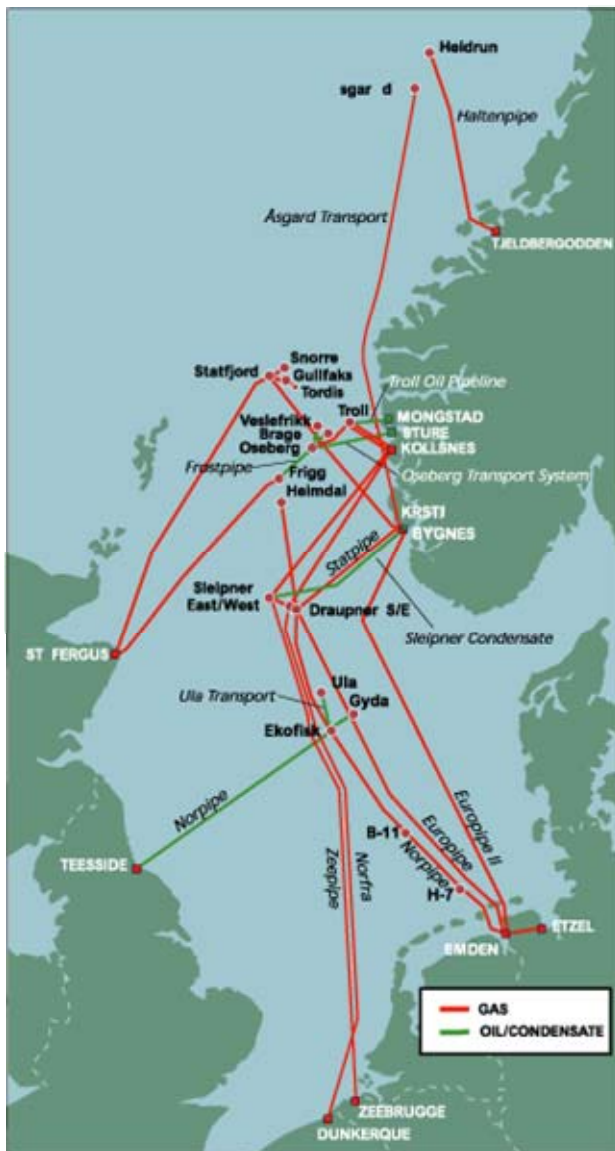 Heidrun
sgar d
Haltenpipe
Åsgard Transport
TJELDBERGODDEN
Snorre
Statfjord
Gullfaks
Tordis
Troll Oil Pipeline
Veslefrikk
Troll
MONGSTAD
Brage
STURE
Oseberg
KOLLSNES
Frostpipe
Frigg
Oseberg Transport System
Heimdal
KRSTI
BYGNES
Statpipe
Sleipner
East/West
Draupner S/E
Sleipner Condensate
ST FERGUS
Ula
Ula Transport
Gyda
Ekofisk
Norpipe
B-11
Europipe
Europipe II
Norpipe
TEESSIDE
Zeepipe
Norfra
H-7
ETZEL
EMDEN
GAS
OIL/CONDENSATE
ZEEBRUGGE
DUNKERQUE